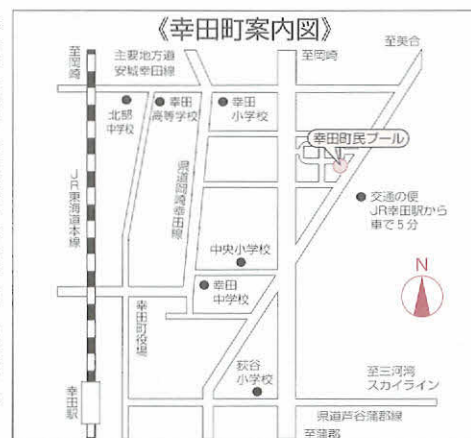 《幸田町案内図》
至岡崎
主要地方道
安城幸田線
至岡崎
至美合
北部
中学校
幸田
高等学校
幸田
小学校
幸田町民プール
JR東海道本線
県道岡崎幸田線
交通の便
JR幸田駅から
車で5分
中央小学校
幸田
中学校
N
幸田町役場
荻谷
小学校
至三河湾
スカイライン
幸田駅
県道芦谷蒲郡線
至蒲郡